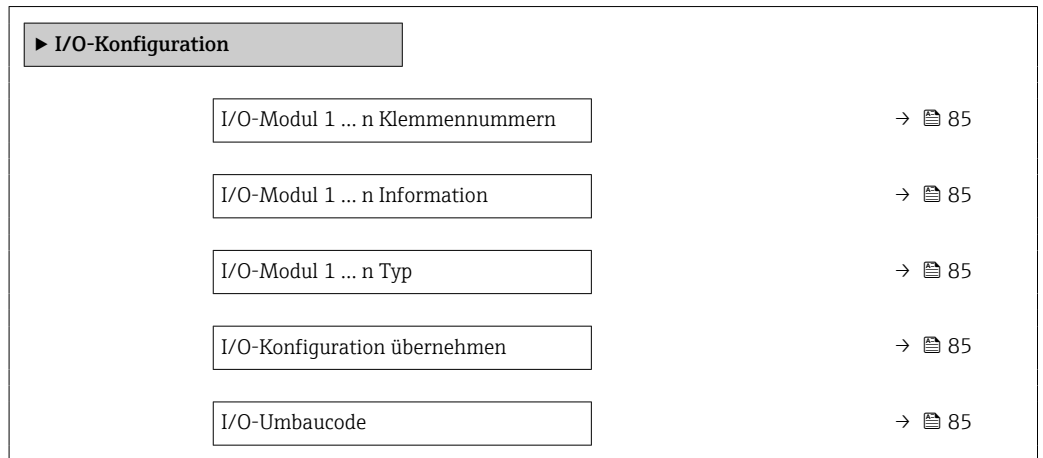 ► I/O-Konfiguration
I/O-Modul 1 … n Klemmennummern → 85
I/O-Modul 1 … n Information → 85
I/O-Modul 1 … n Typ → 85
I/O-Konfiguration übernehmen → 85
I/O-Umbaucode → 85